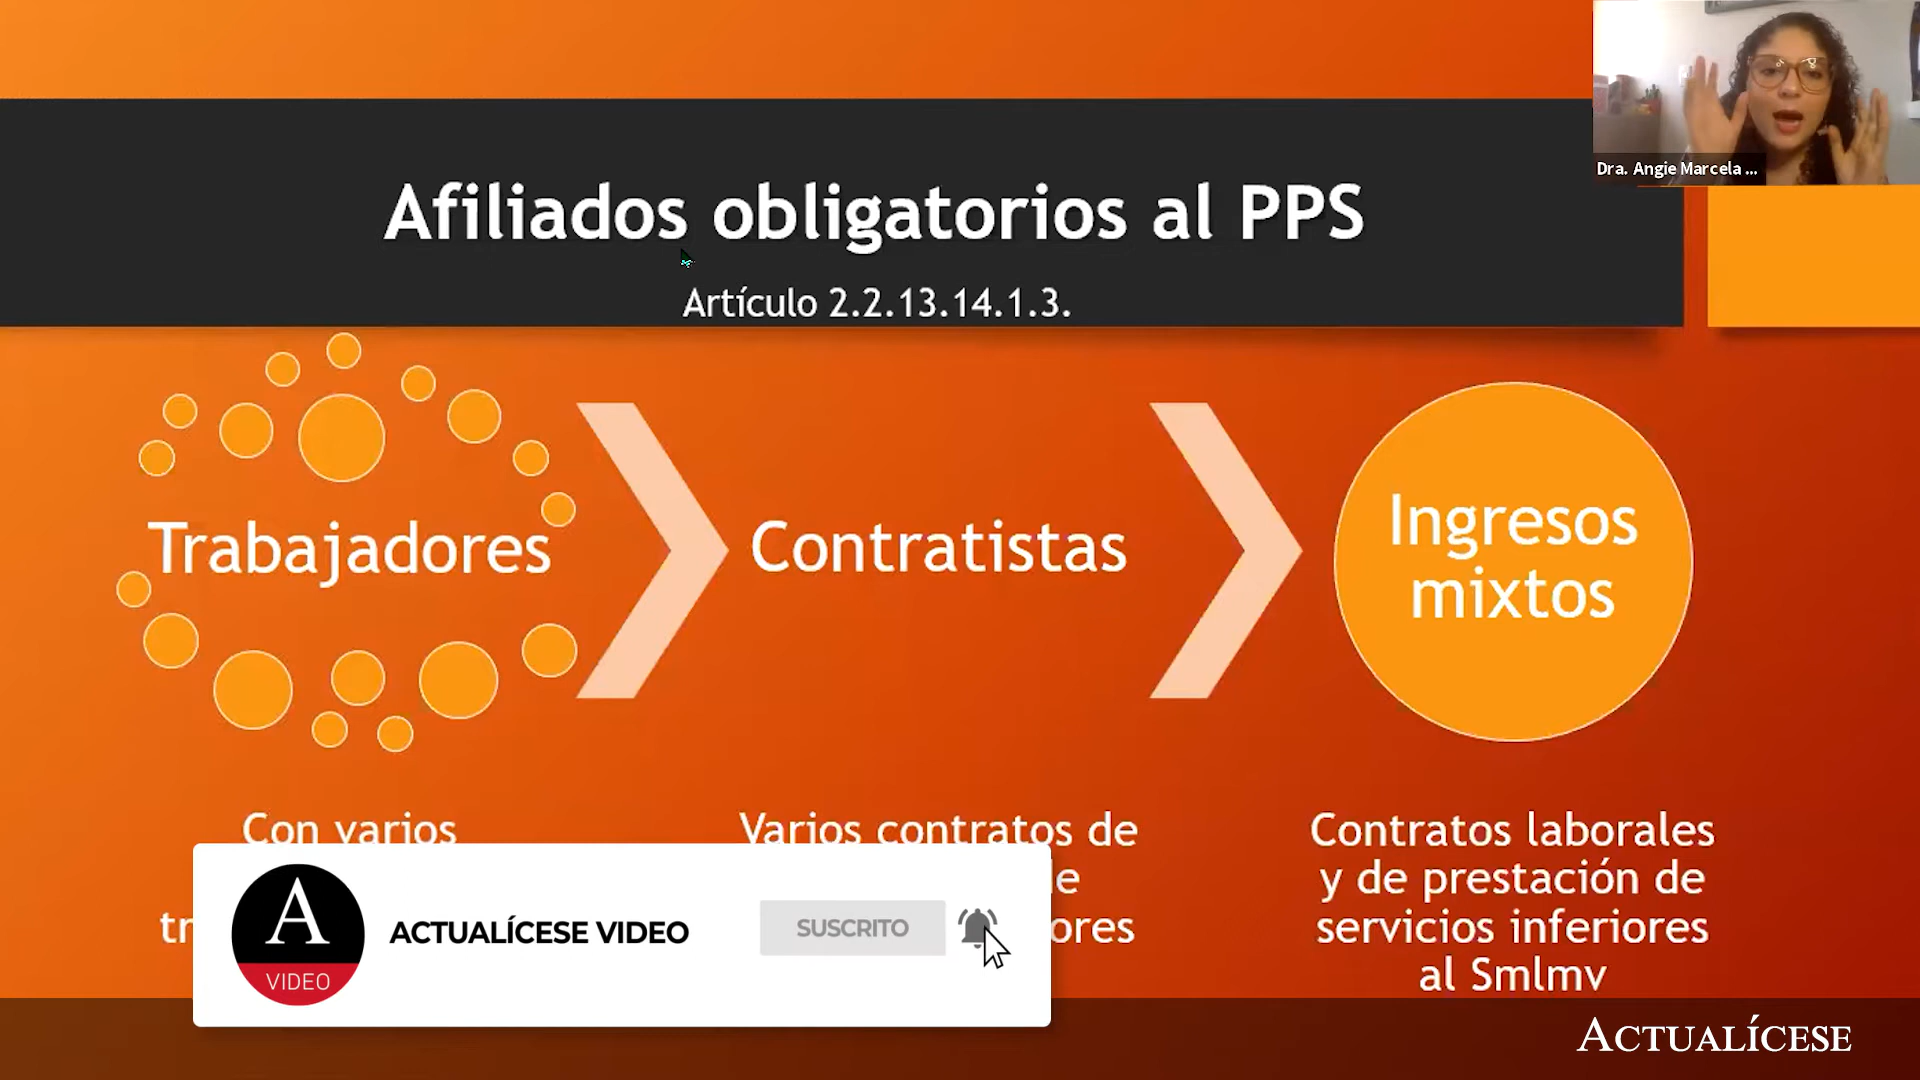 Dra. Angie Marcela ...
Afiliados obligatorios al PPS
Artículo 2.2.13.14.1.3.
Trabajadores
Contratistas
Ingresos
mixtos
Con varios
tr
Varios contratos de
le
ores
Contratos laborales
y de prestación de
servicios inferiores
al Smlmv
A
VIDEO
ACTUALÍCESE VIDEO
SUSCRITO
ACTUALÍCESE